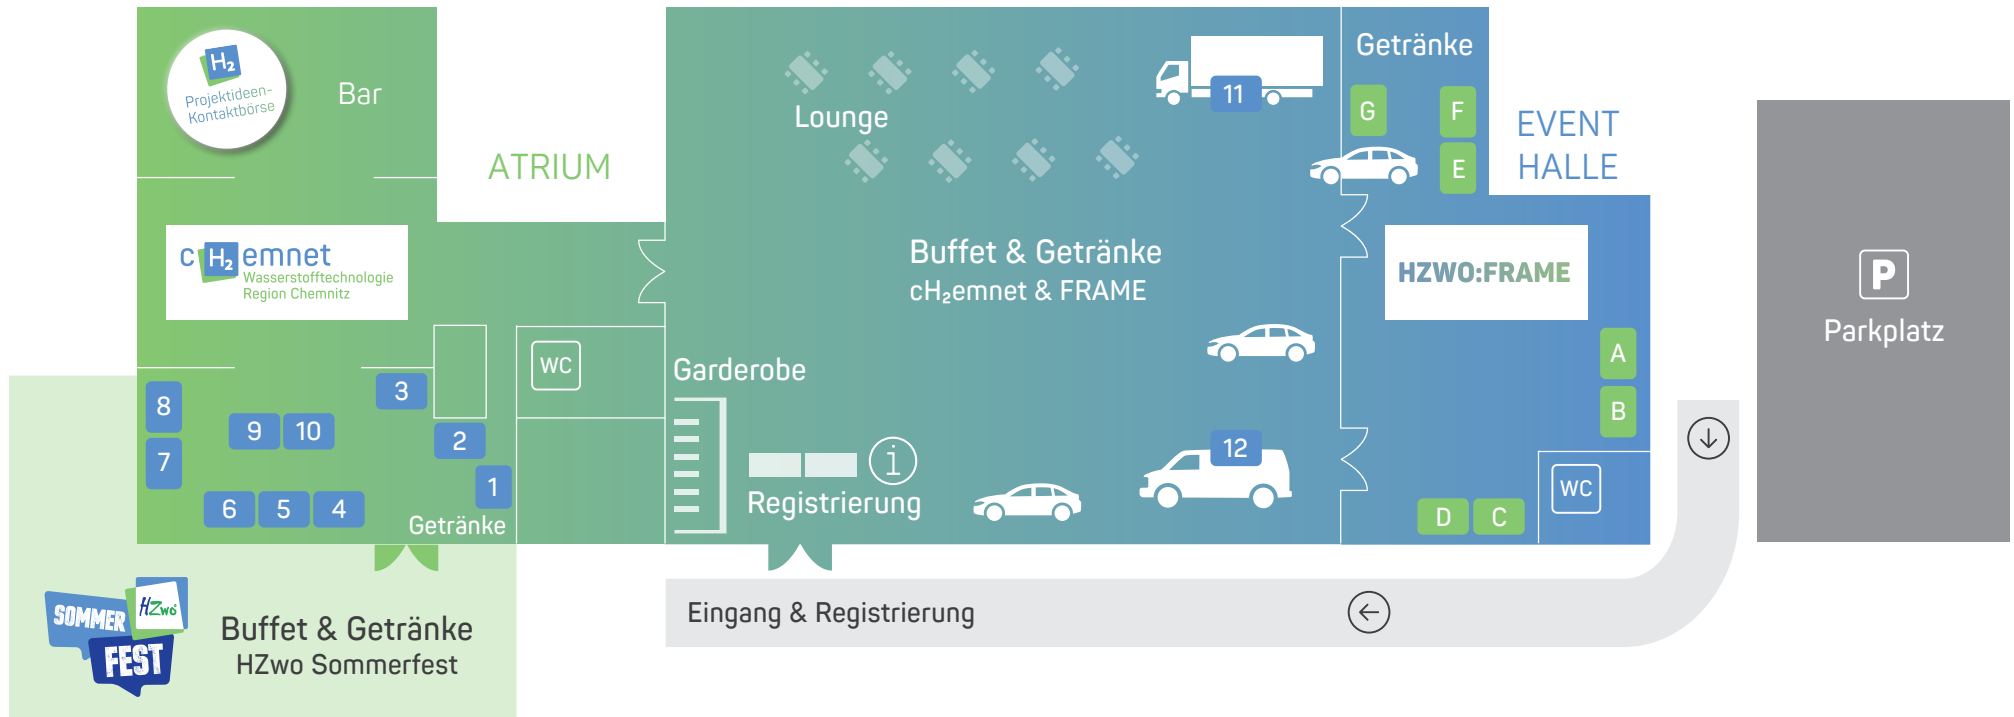 H₂
Projektideen-
Kontaktbörse
Bar
ATRIUM
cH₂emnet
Wasserstofftechnologie
Region Chemnitz
WC
3
8
9
10
2
7
1
6
5
4
Getränke
SOMMER
HZwo
FEST
Buffet & Getränke
HZwo Sommerfest
Lounge
11
Buffet & Getränke
cH₂emnet & FRAME
Garderobe
i
Registrierung
12
Eingang & Registrierung
←
Getränke
G
F
E
EVENT
HALLE
HZWO:FRAME
A
B
WC
D
C
↓
P
Parkplatz